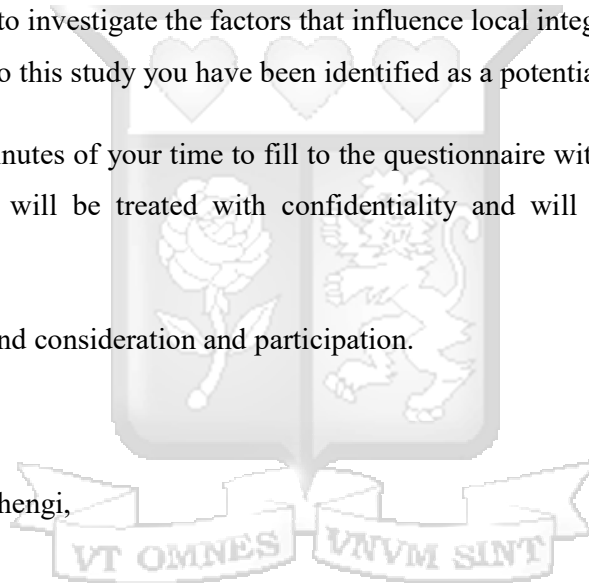 to investigate the factors that influence local integ
o this study you have been identified as a potentia
nutes of your time to fill to the questionnaire wit
will be treated with confidentiality and will
nd consideration and participation.
hengi,
VT OMNES VNVM SINT